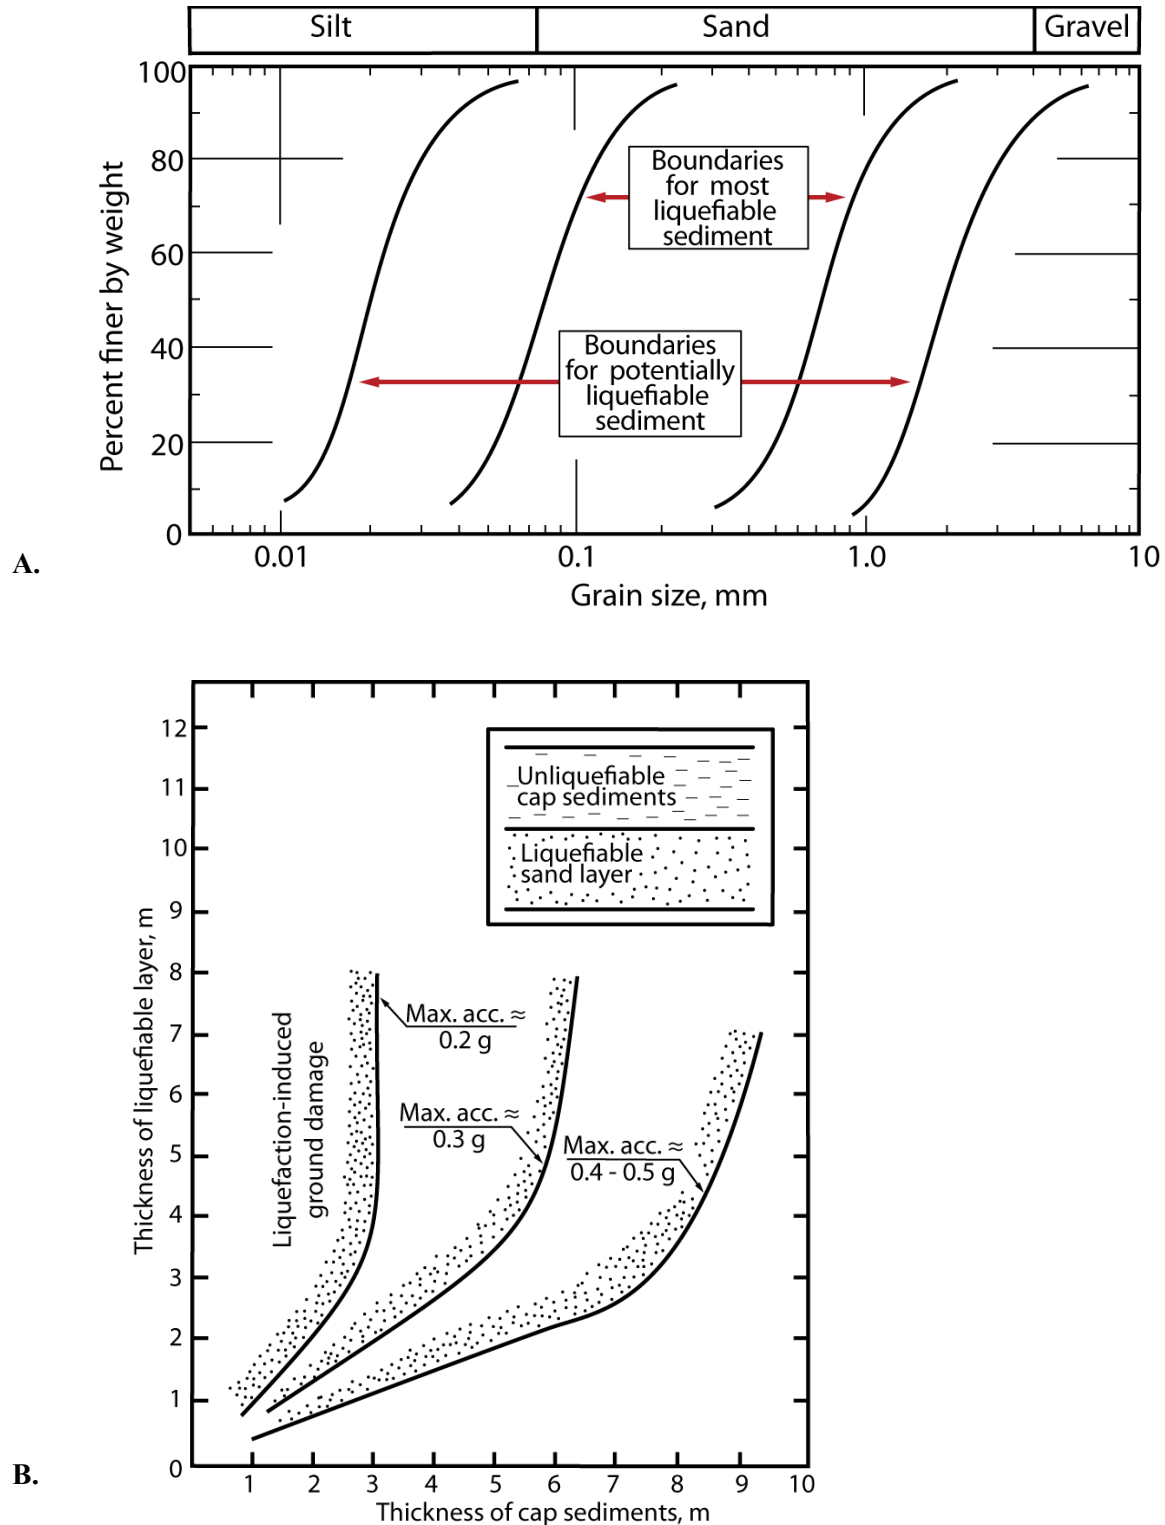 Silt Sand Gravel
100
80
60
40
20
0
Percent finer by weight
Boundaries
for most
liquefiable
sediment
Boundaries
for potentially
liquefiable
sediment
0.01 0.1 1.0 10
Grain size, mm
A.
12
11
10
9
8
7
6
5
4
3
2
1
0
Thickness of liquefiable layer, m
Unliquefiable
cap sediments
Liquefiable
sand layer
Liquefaction-induced
ground damage
Max. acc. ≈
0.2 g
Max. acc. ≈
0.3 g
Max. acc. ≈
0.4 - 0.5 g
1 2 3 4 5 6 7 8 9 10
Thickness of cap sediments, m
B.